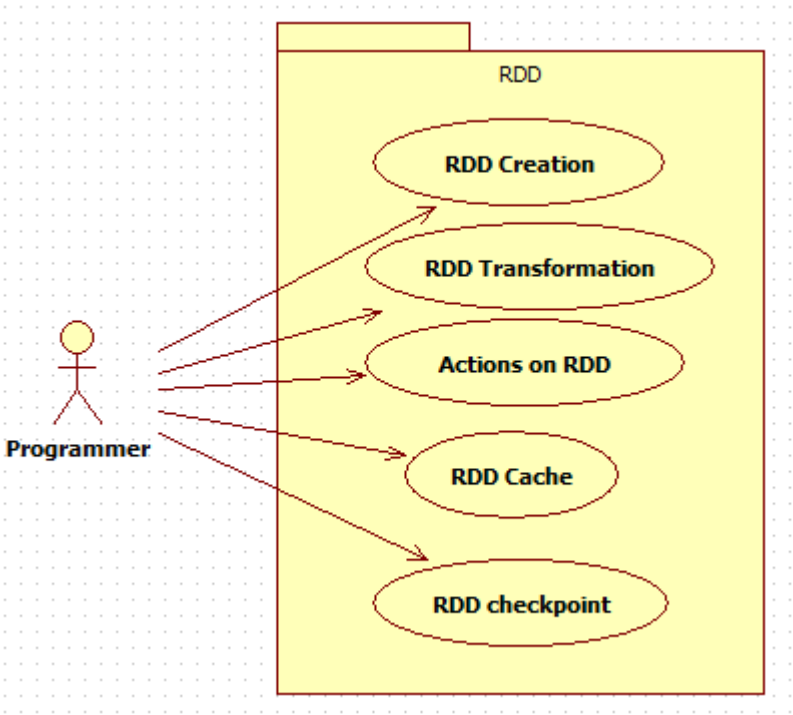 RDD
RDD Creation
RDD Transformation
Actions on RDD
Programmer
RDD Cache
RDD checkpoint